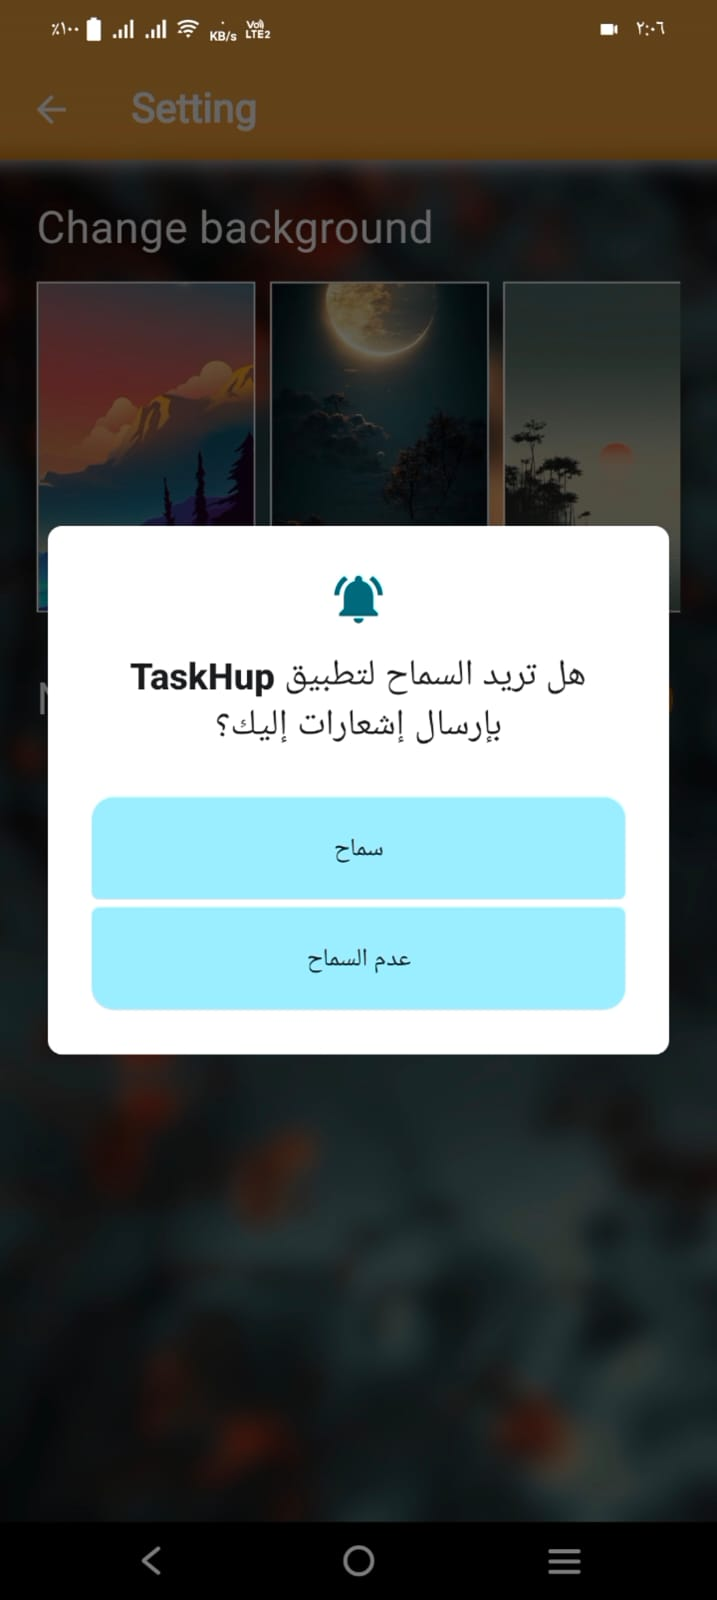 ٪١٠٠ KB/s Vo) LTE2 ٢:٠٦
Setting
Change background
هل تريد السماح لتطبيق TaskHup
بإرسال إشعارات إليك؟
سماح
عدم السماح